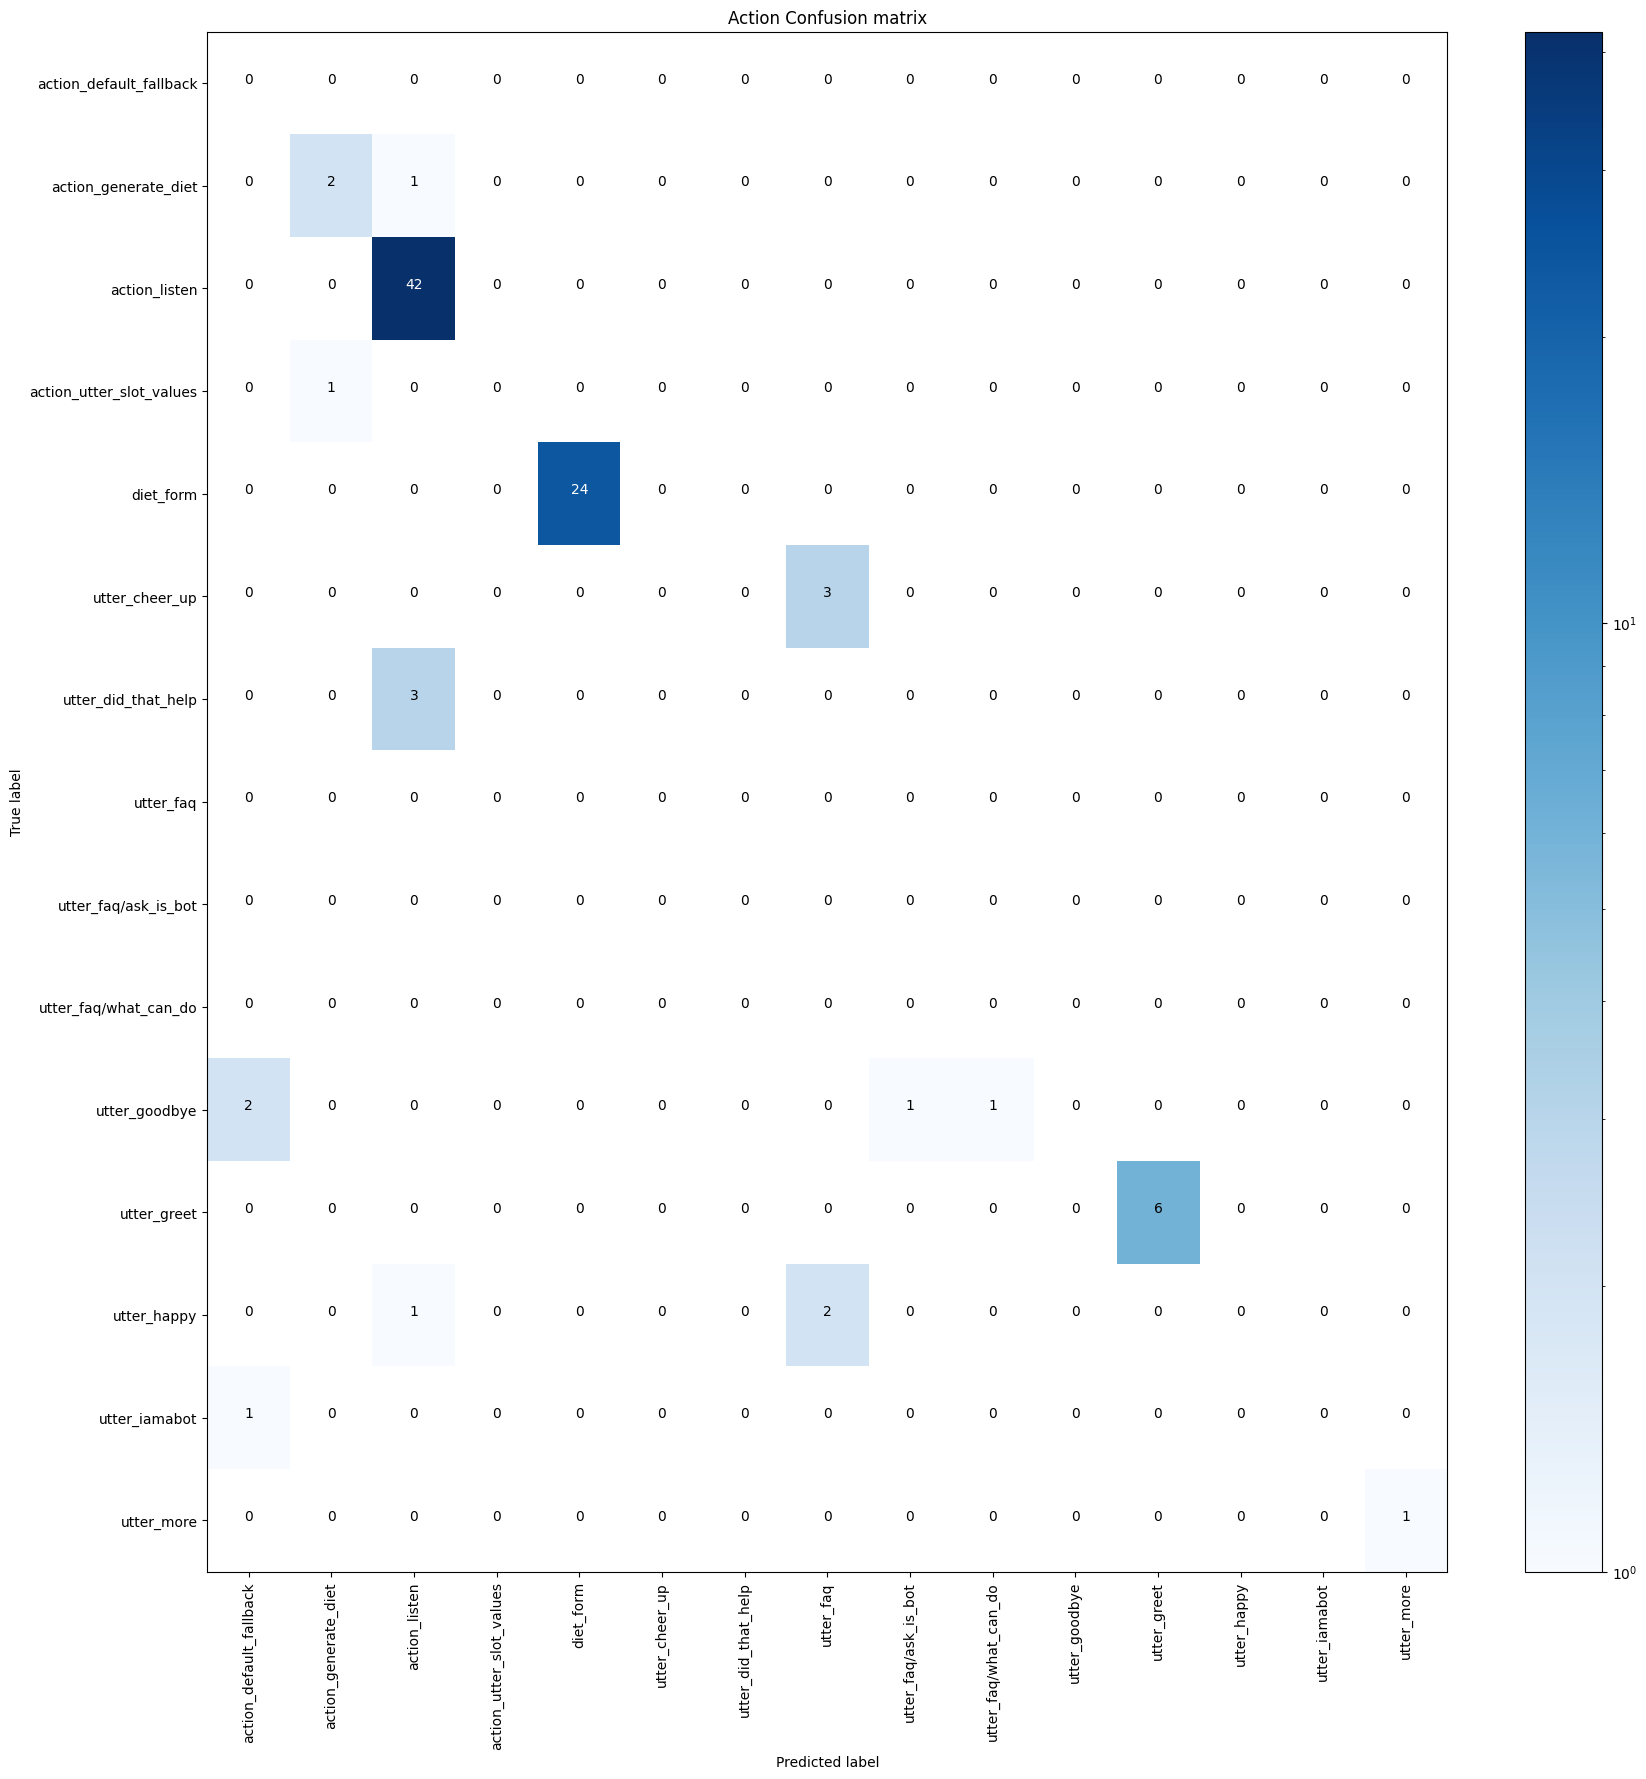 Action Confusion matrix
True label
action_default_fallback 0 0 0 0 0 0 0 0 0 0 0 0 0 0 0
action_generate_diet 0 2 1 0 0 0 0 0 0 0 0 0 0 0 0
action_listen 0 0 42 0 0 0 0 0 0 0 0 0 0 0 0
action_utter_slot_values 0 1 0 0 0 0 0 0 0 0 0 0 0 0 0
diet_form 0 0 0 0 24 0 0 0 0 0 0 0 0 0 0
utter_cheer_up 0 0 0 0 0 0 0 3 0 0 0 0 0 0 0
utter_did_that_help 0 0 3 0 0 0 0 0 0 0 0 0 0 0 0
utter_faq 0 0 0 0 0 0 0 0 0 0 0 0 0 0 0
utter_faq/ask_is_bot 0 0 0 0 0 0 0 0 0 0 0 0 0 0 0
utter_faq/what_can_do 0 0 0 0 0 0 0 0 0 0 0 0 0 0 0
utter_goodbye 2 0 0 0 0 0 0 0 1 1 0 0 0 0 0
utter_greet 0 0 0 0 0 0 0 0 0 0 0 6 0 0 0
utter_happy 0 0 1 0 0 0 0 2 0 0 0 0 0 0 0
utter_iamabot 1 0 0 0 0 0 0 0 0 0 0 0 0 0 0
utter_more 0 0 0 0 0 0 0 0 0 0 0 0 0 0 1
action_default_fallback
action_generate_diet
action_listen
action_utter_slot_values
diet_form
utter_cheer_up
utter_did_that_help
utter_faq
utter_faq/ask_is_bot
utter_faq/what_can_do
utter_goodbye
utter_greet
utter_happy
utter_iamabot
utter_more
Predicted label
10¹
10⁰